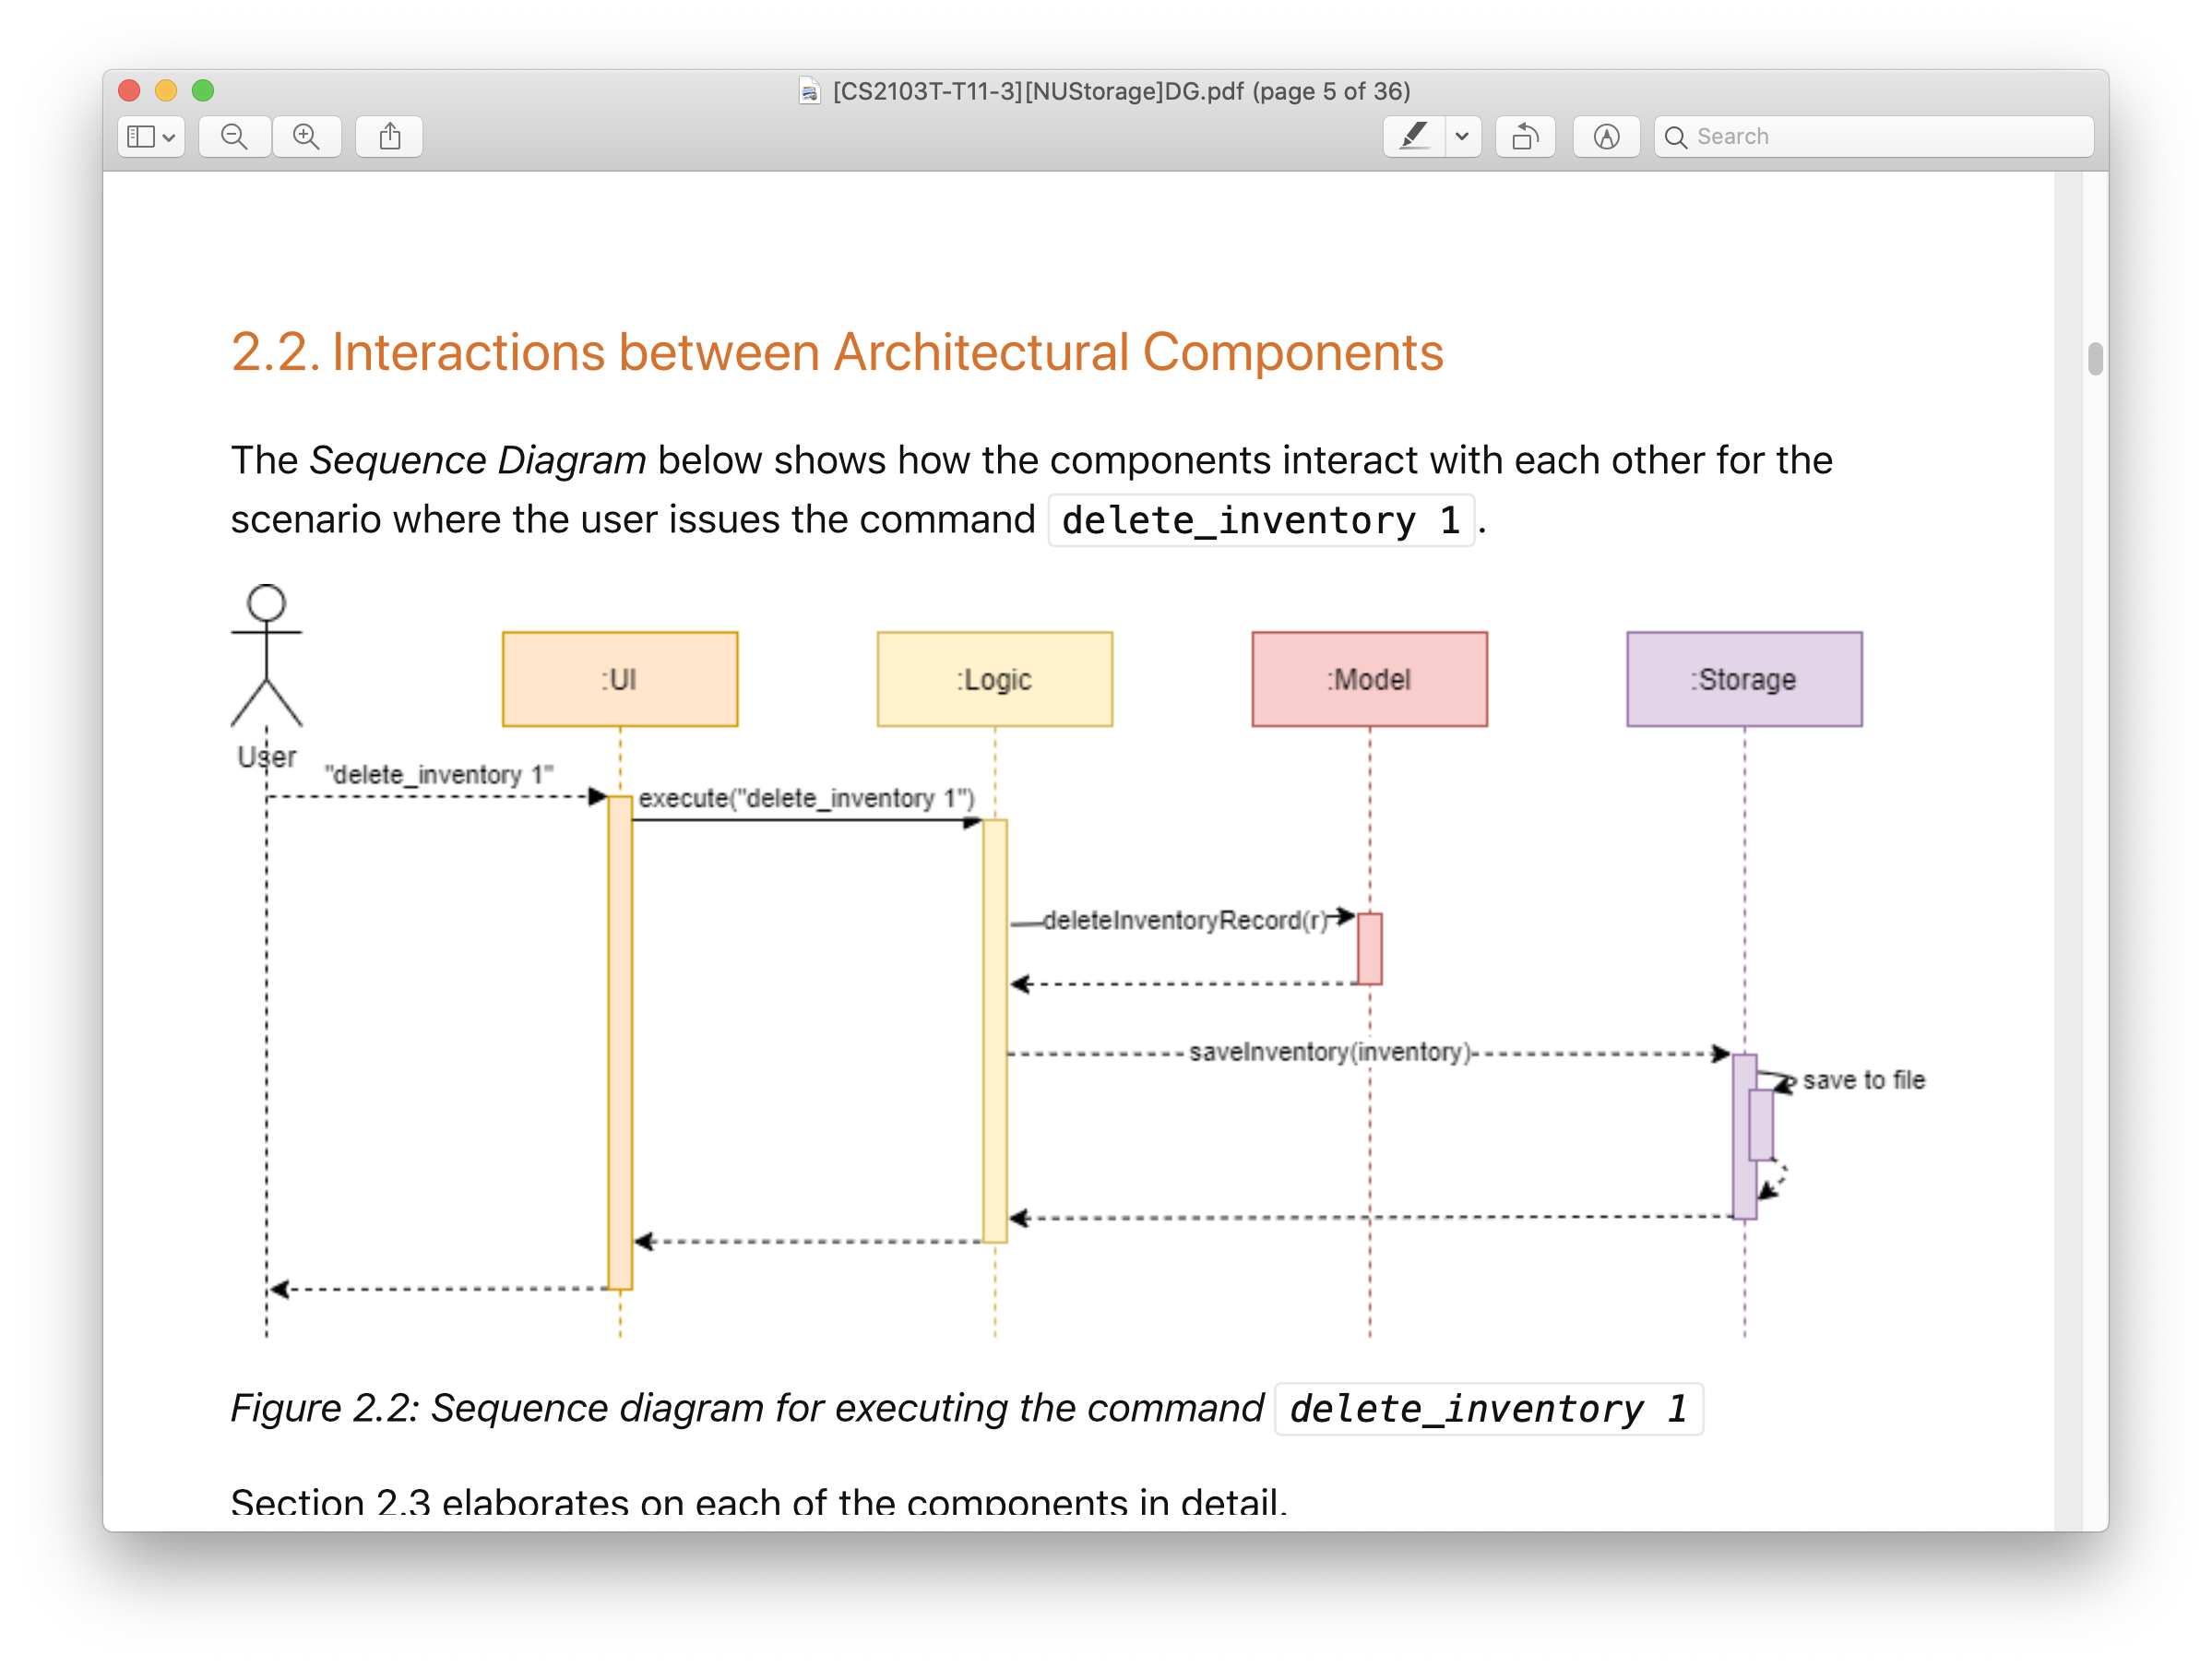 [CS2103T-T11-3][NUStorage]DG.pdf (page 5 of 36)
Search
2.2. Interactions between Architectural Components
The Sequence Diagram below shows how the components interact with each other for the
scenario where the user issues the command delete_inventory 1.
:UI
:Logic
:Model
:Storage
User
"delete_inventory 1"
execute("delete_inventory 1")
deleteInventoryRecord(r)
saveInventory(inventory)
save to file
Figure 2.2: Sequence diagram for executing the command delete_inventory 1
Section 2.3 elaborates on each of the components in detail.